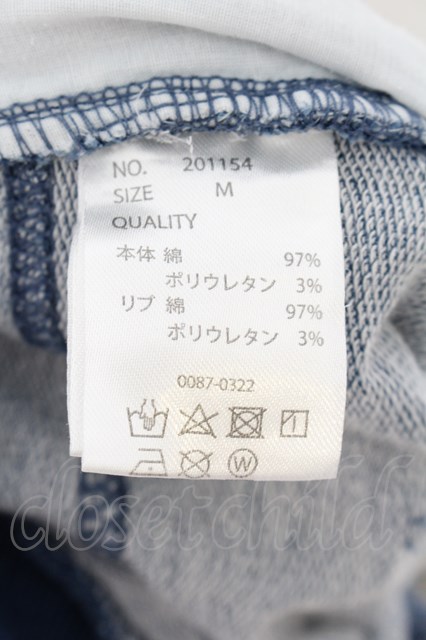 NO. 201154
SIZE M
QUALITY
本体 綿 97%
ポリウレタン 3%
リブ 綿 97%
ポリウレタン 3%
0087-0322
W
closetchild